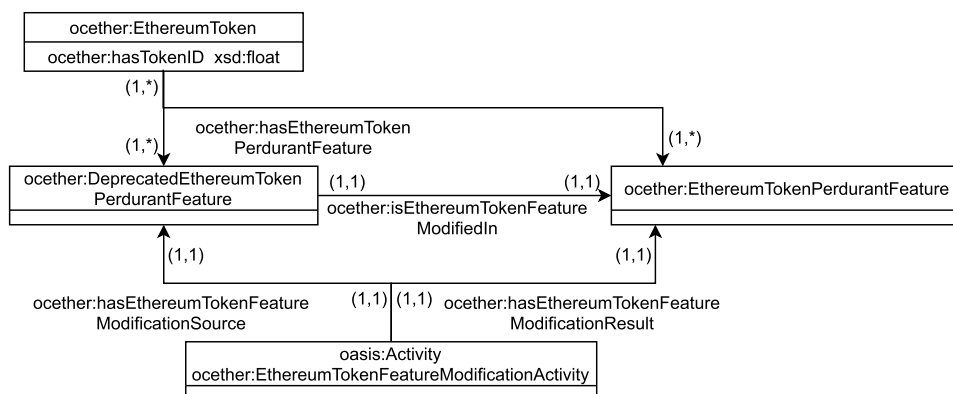 ocether:EthereumToken
ocether:hasTokenID xsd:float
(1,*)
ocether:hasEthereumToken
PerdurantFeature
(1,*)
(1,*)
ocether:DeprecatedEthereumToken
PerdurantFeature
(1,1)
(1,1)
ocether:isEthereumTokenFeature
ModifiedIn
ocether:EthereumTokenPerdurantFeature
(1,1)
(1,1)
ocether:hasEthereumTokenFeature
ModificationSource
(1,1)
(1,1)
ocether:hasEthereumTokenFeature
ModificationResult
oasis:Activity
ocether:EthereumTokenFeatureModificationActivity